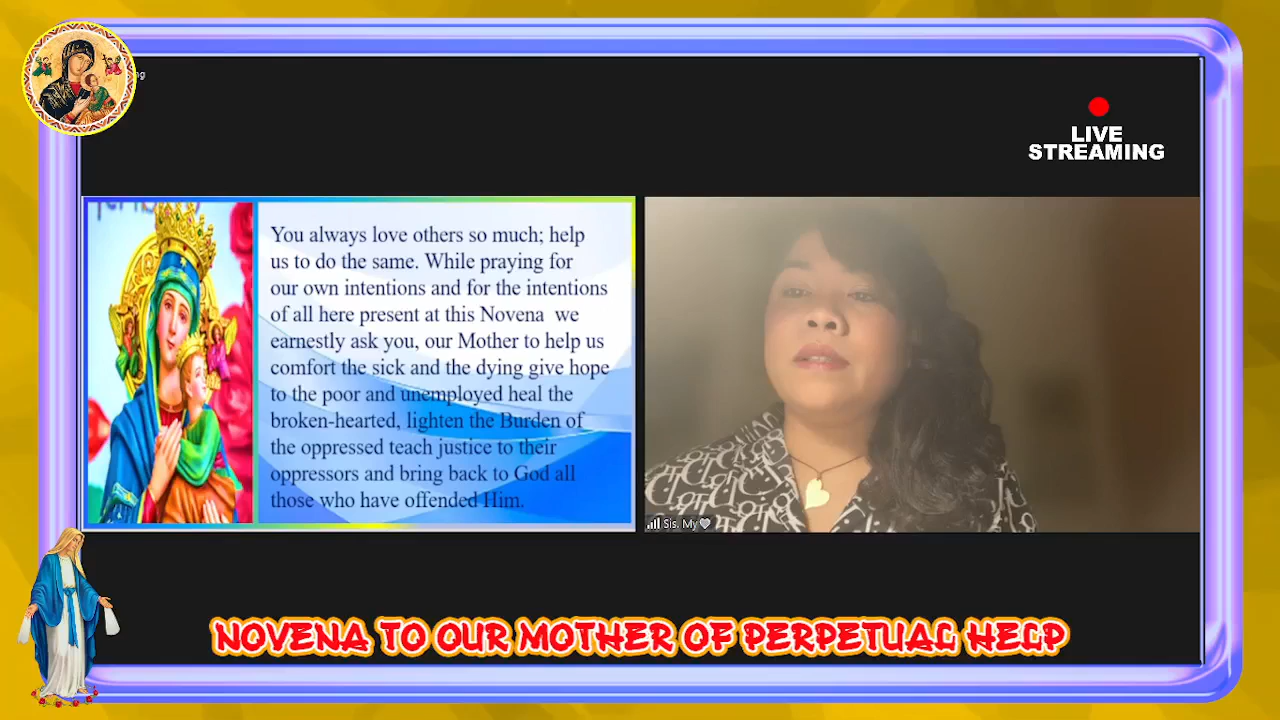 LIVE
STREAMING
You always love others so much; help
us to do the same. While praying for
our own intentions and for the intentions
of all here present at this Novena we
earnestly ask you, our Mother to help us
comfort the sick and the dying give hope
to the poor and unemployed heal the
broken-hearted, lighten the Burden of
the oppressed teach justice to their
oppressors and bring back to God all
those who have offended Him.
Sis. My🤍
NOVENA TO OUR MOTHER OF PERPETUAL HELP